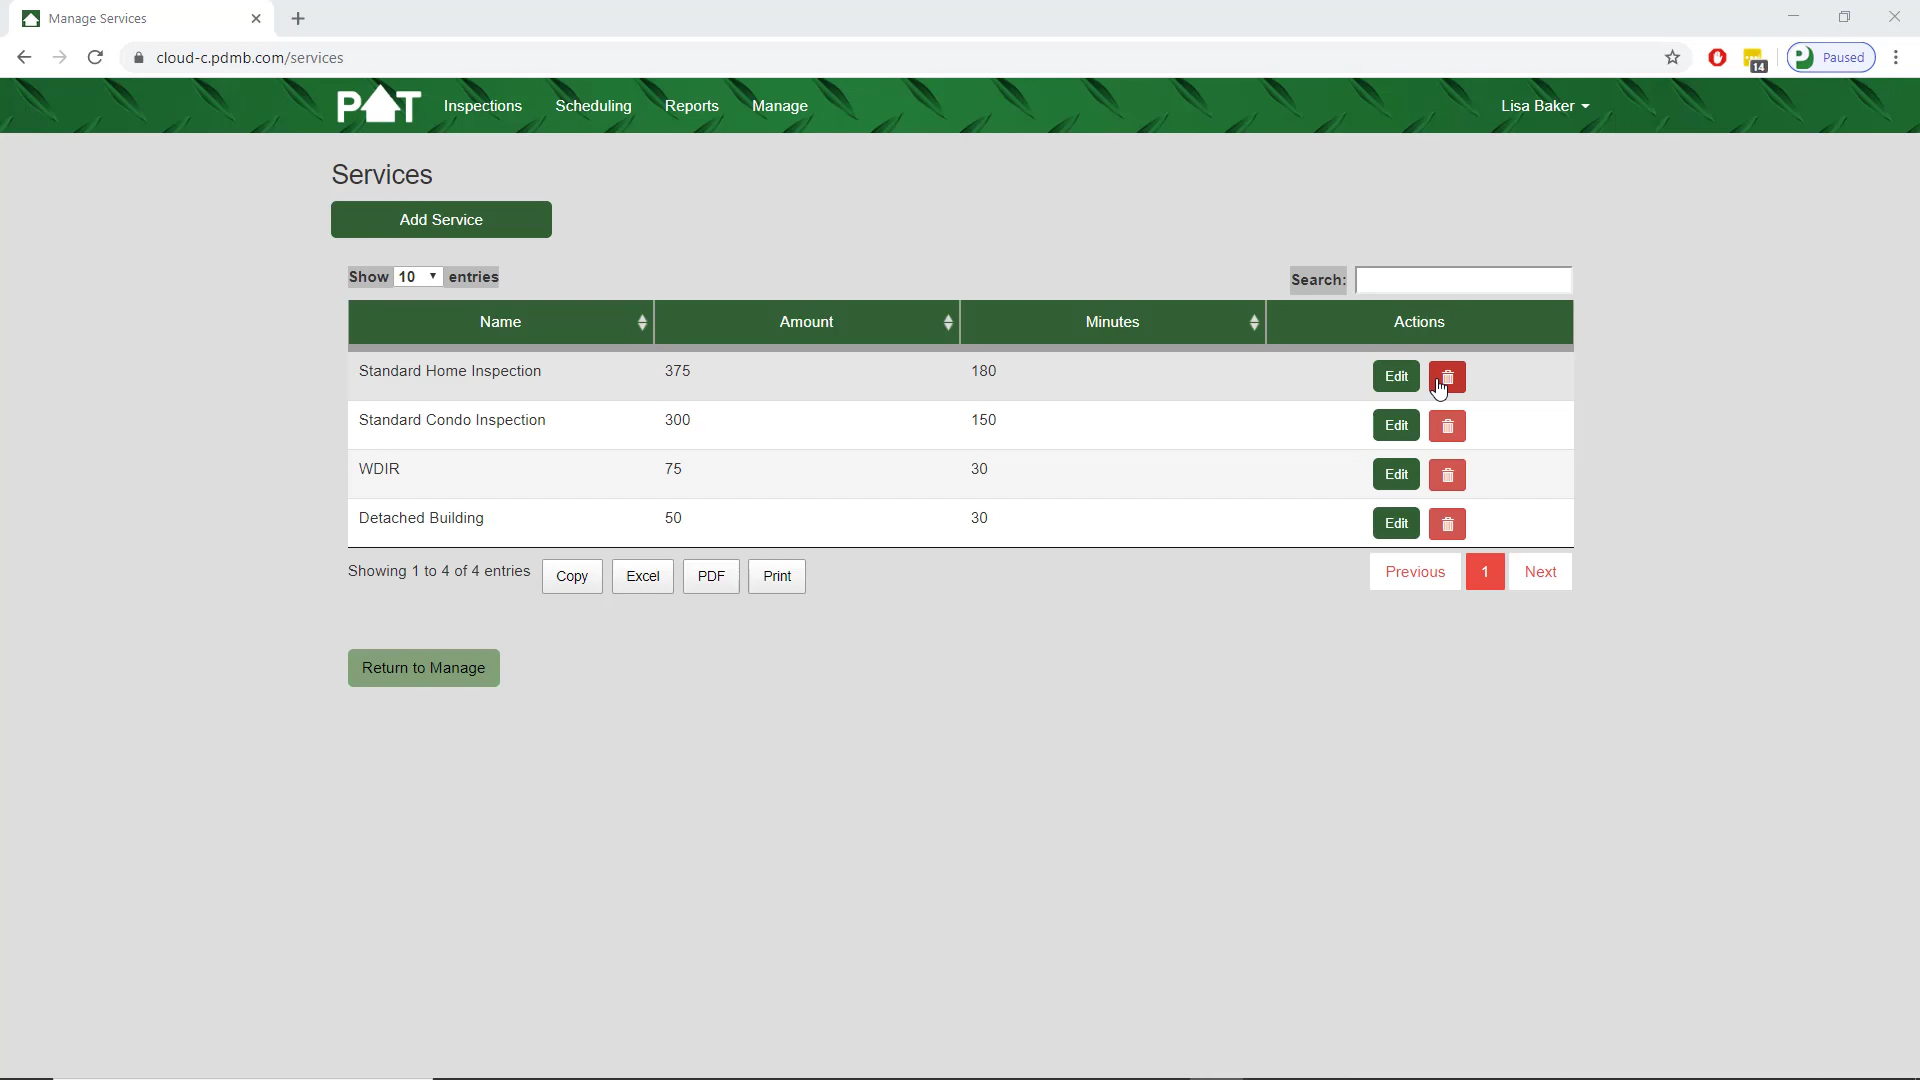 Manage Services
cloud-c.pdmb.com/services
14
Paused
PAT Inspections Scheduling Reports Manage Lisa Baker
Services
Add Service
Show 10 entries Search:
Name Amount Minutes Actions
Standard Home Inspection 375 180 Edit
Standard Condo Inspection 300 150 Edit
WDIR 75 30 Edit
Detached Building 50 30 Edit
Showing 1 to 4 of 4 entries Copy Excel PDF Print Previous 1 Next
Return to Manage